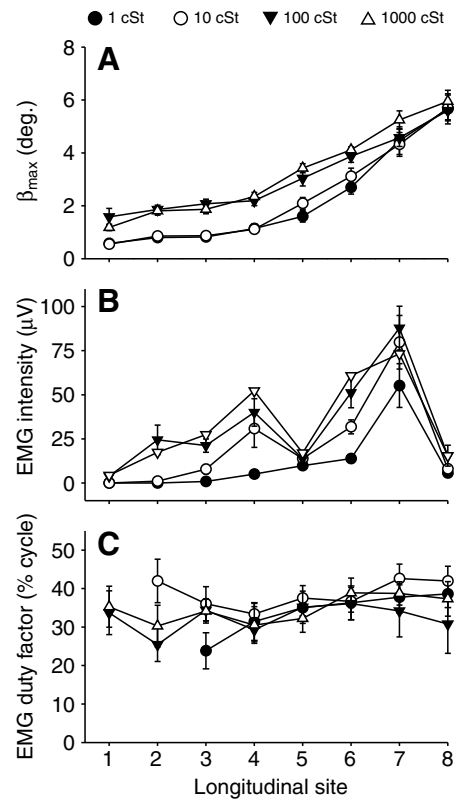 1 cSt 10 cSt 100 cSt 1000 cSt
A
8
6
4
2
0
βmax (deg.)
B
100
75
50
25
0
EMG intensity (μV)
C
50
40
30
20
10
0
EMG duty factor (% cycle)
1 2 3 4 5 6 7 8
Longitudinal site